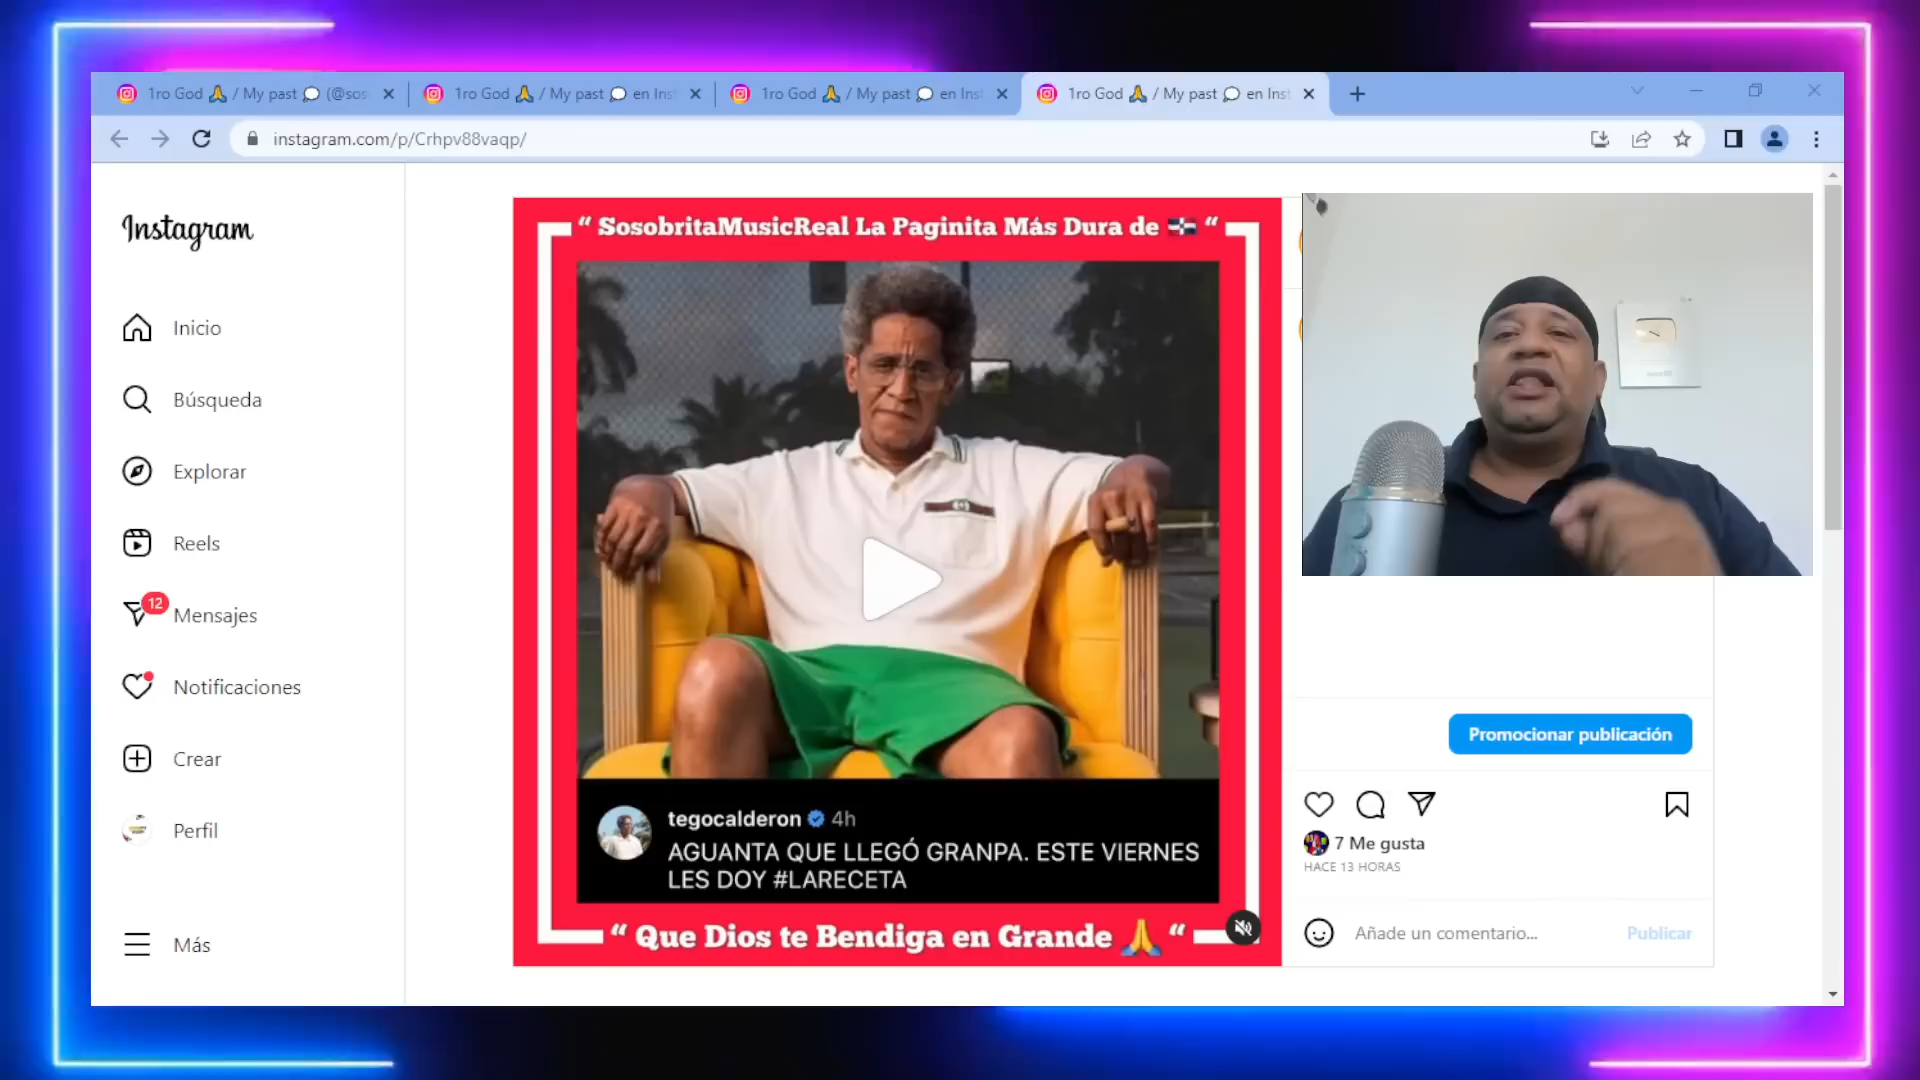 1ro God 🙏 / My past 💬 (@sos
1ro God 🙏 / My past 💬 en Inst
1ro God 🙏 / My past 💬 en Inst
1ro God 🙏 / My past 💬 en Inst
instagram.com/p/Crhpv88vaqp/
Instagram
Inicio
Búsqueda
Explorar
Reels
12
Mensajes
Notificaciones
Crear
Perfil
Más
“ SosobritaMusicReal La Paginita Más Dura de 🇩🇴 “
tegocalderon 4h
AGUANTA QUE LLEGÓ GRANPA. ESTE VIERNES
LES DOY #LARECETA
“ Que Dios te Bendiga en Grande 🙏 “
Promocionar publicación
7 Me gusta
HACE 13 HORAS
Añade un comentario...
Publicar